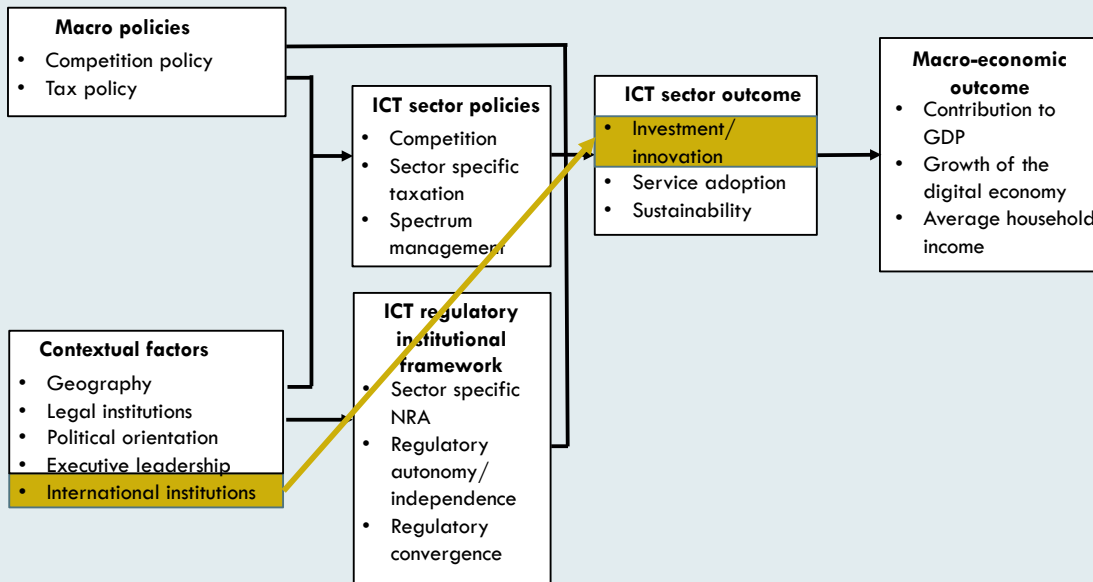 Macro policies
• Competition policy
• Tax policy
ICT sector policies
• Competition
• Sector specific
taxation
• Spectrum
management
ICT sector outcome
• Investment/
innovation
• Service adoption
• Sustainability
Macro-economic
outcome
• Contribution to
GDP
• Growth of the
digital economy
• Average household
income
Contextual factors
• Geography
• Legal institutions
• Political orientation
• Executive leadership
• International institutions
ICT regulatory
institutional
framework
• Sector specific
NRA
• Regulatory
autonomy/
independence
• Regulatory
convergence